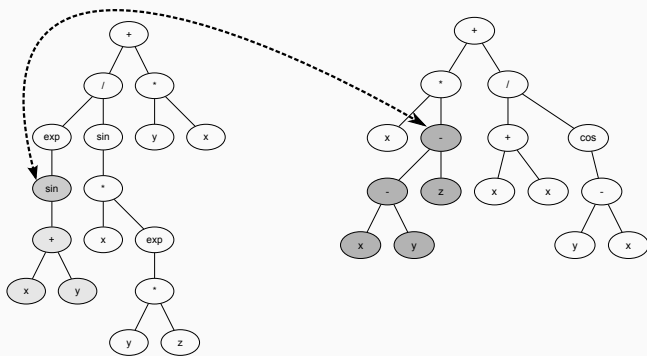 + +
/ * * /
exp sin y x x - + cos
sin * - z x x -
+ x exp x y y x
x y *
y z